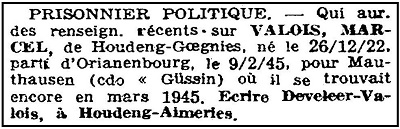 PRISONNIER POLITIQUE. — Qui aur.
des renseign. récents sur VALOIS, MAR-
CEL, de Houdeng-Gœgnies, né le 26/12/22,
parti d'Orianenbourg, le 9/2/45, pour Mau-
thausen (cdo « Güssin) où il se trouvait
encore en mars 1945. Ecrire Develeer-Va-
lois, à Houdeng-Aimeries.